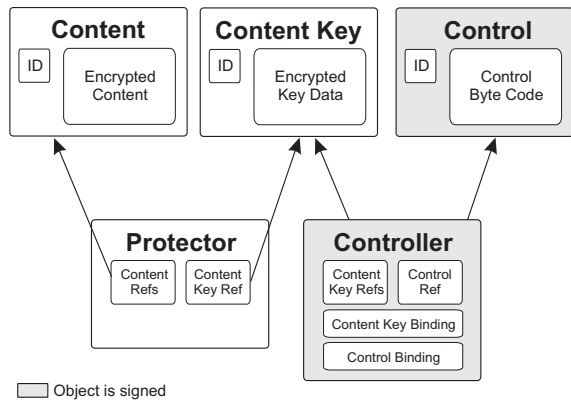 Content
ID
Encrypted
Content
Content Key
ID
Encrypted
Key Data
Control
ID
Control
Byte Code
Protector
Content
Refs
Content
Key Ref
Controller
Content
Key Refs
Control
Ref
Content Key Binding
Control Binding
Object is signed